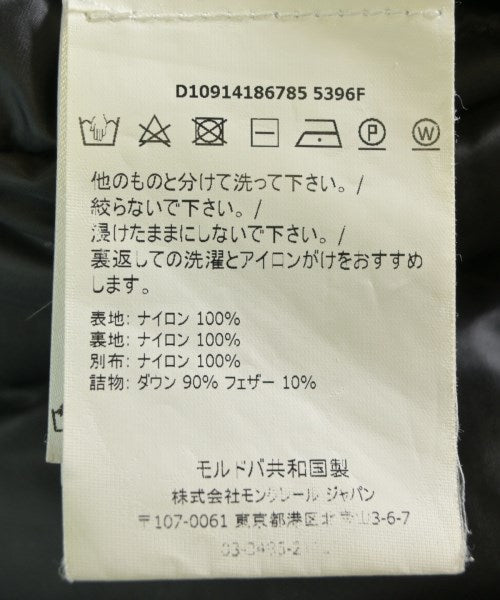 D10914186785 5396F
P W
他のものと分けて洗って下さい。/
絞らないで下さい。/
浸けたままにしないで下さい。/
裏返しての洗濯とアイロンがけをおすすめ
します。
表地: ナイロン 100%
裏地: ナイロン 100%
別布: ナイロン 100%
詰物: ダウン 90% フェザー 10%
モルドバ共和国製
株式会社モンクレール ジャパン
〒107-0061 東京都港区北青山3-6-7